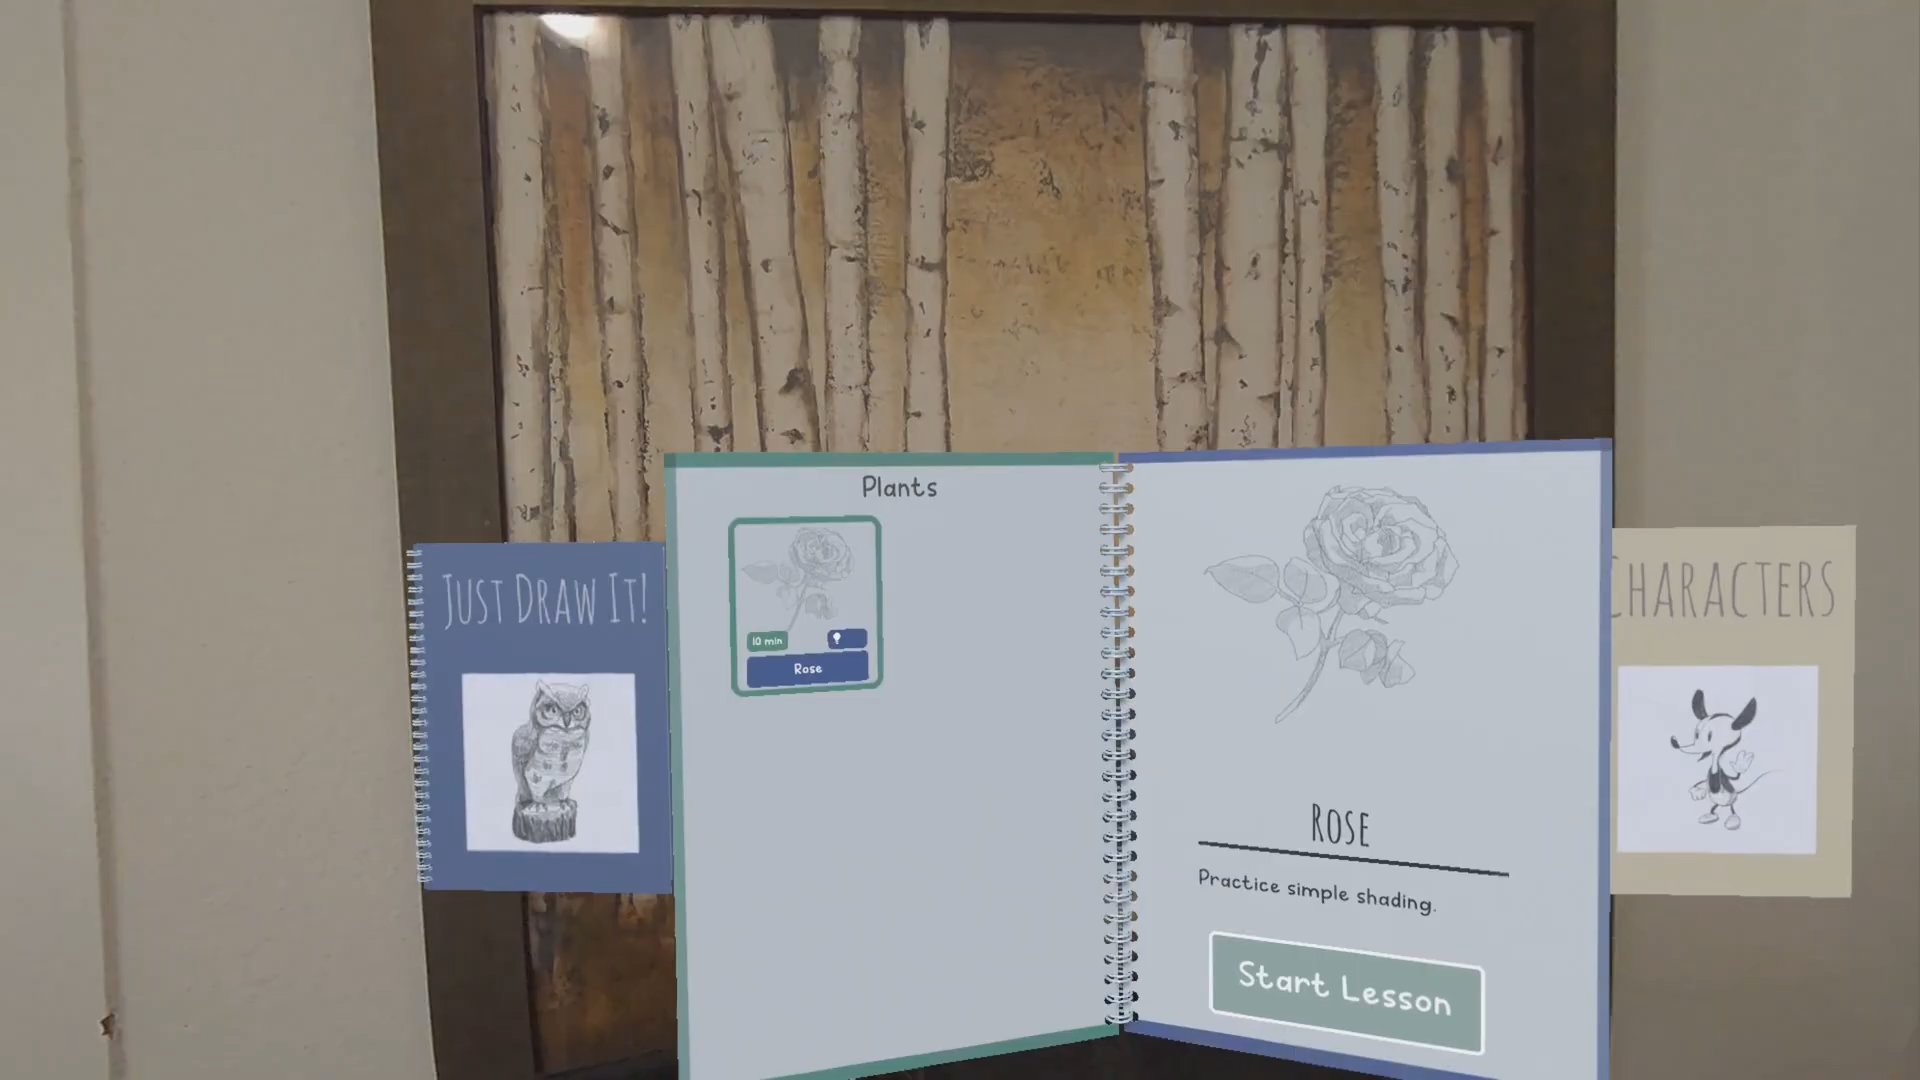 JUST DRAW IT!
Plants
10 min
Rose
ROSE
Practice simple shading.
Start Lesson
CHARACTERS